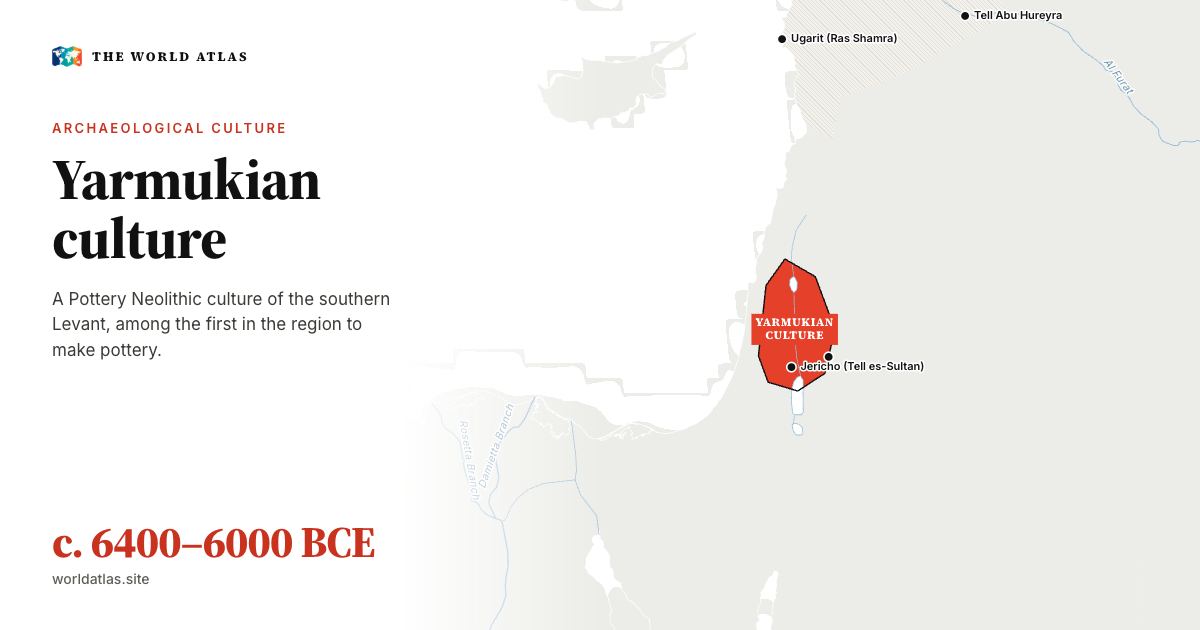 THE WORLD ATLAS
ARCHAEOLOGICAL CULTURE
Yarmukian
culture
A Pottery Neolithic culture of the southern
Levant, among the first in the region to
make pottery.
c. 6400–6000 BCE
worldatlas.site
Tell Abu Hureyra
Ugarit (Ras Shamra)
Al Furat
YARMUKIAN
CULTURE
Jericho (Tell es-Sultan)
Rosetta Branch
Damietta Branch